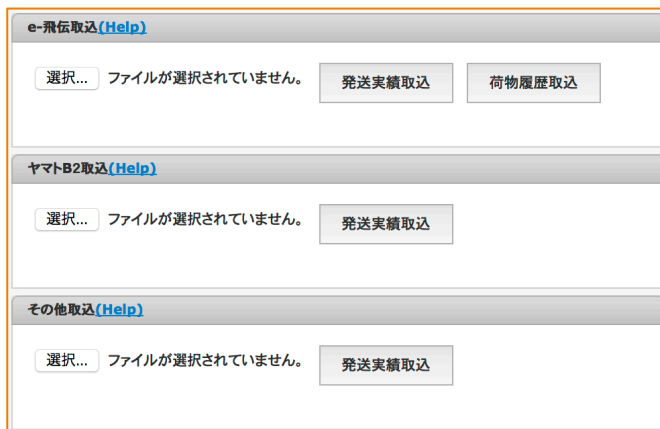 e-飛伝取込(Help)
選択... ファイルが選択されていません。 発送実績取込 荷物履歴取込
ヤマトB2取込(Help)
選択... ファイルが選択されていません。 発送実績取込
その他取込(Help)
選択... ファイルが選択されていません。 発送実績取込